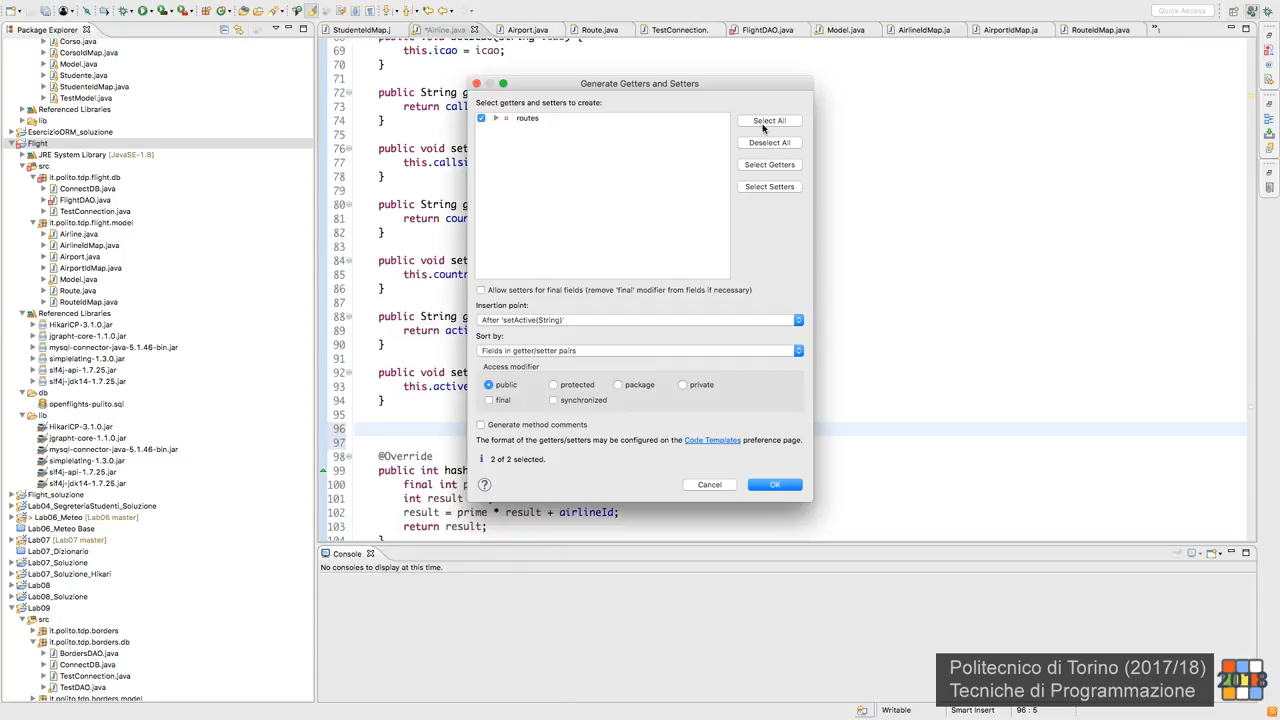 Quick Access
Package Explorer
StudenteIdMap.j
*Airline.java
Airport.java
Route.java
TestConnection.
FlightDAO.java
Model.java
AirlineIdMap.j
AirportIdMap.j
RouteIdMap.java
Corso.java
CorsoIdMap.java
Model.java
Studente.java
StudenteIdMap.java
TestModel.java
Referenced Libraries
lib
EsercizioORM_soluzione
Flight
JRE System Library [JavaSE-1.8]
src
it.polito.tdp.flight.db
ConnectDB.java
FlightDAO.java
TestConnection.java
it.polito.tdp.flight.model
Airline.java
AirlineIdMap.java
Airport.java
AirportIdMap.java
Model.java
Route.java
RouteIdMap.java
Referenced Libraries
HikariCP-3.1.0.jar
jgrapht-core-1.1.0.jar
mysql-connector-java-5.1.46-bin.jar
simplelatlng-1.3.0.jar
slf4j-api-1.7.25.jar
slf4j-jdk14-1.7.25.jar
db
openflights-pulito.sql
lib
HikariCP-3.1.0.jar
jgrapht-core-1.1.0.jar
mysql-connector-java-5.1.46-bin.jar
simplelatlng-1.3.0.jar
slf4j-api-1.7.25.jar
slf4j-jdk14-1.7.25.jar
Flight_soluzione
Lab04_SegreteriaStudenti_Soluzione
> Lab06_Meteo [Lab06 master]
Lab06_Meteo Base
Lab07 [Lab07 master]
Lab07_Dizionario
Lab07_Soluzione
Lab07_Soluzione_Hikari
Lab08
Lab08_Soluzione
Lab09
src
it.polito.tdp.borders
it.polito.tdp.borders.db
BordersDAO.java
ConnectDB.java
TestConnection.java
TestDAO.java
it.polito.tdp.borders.model
69 this.icao = icao;
70 }
71
72 public String g
73 return call
74 }
75
76 public void set
77 this.callsi
78 }
79
80 public String g
81 return coun
82 }
83
84 public void set
85 this.countr
86 }
87
88 public String g
89 return acti
90 }
91
92 public void set
93 this.active
94 }
95
96
97
98 @Override
99 public int hash
100 final int p
101 int result
102 result = prime * result + airlineId;
103 return result;
104 }
Generate Getters and Setters
Select getters and setters to create:
routes
Select All
Deselect All
Select Getters
Select Setters
Allow setters for final fields (remove 'final' modifier from fields if necessary)
Insertion point:
After 'setActive(String)'
Sort by:
Fields in getter/setter pairs
Access modifier
public protected package private
final synchronized
Generate method comments
The format of the getters/setters may be configured on the Code Templates preference page.
i 2 of 2 selected.
?
Cancel
OK
Console
No consoles to display at this time.
Writable
Smart Insert
96 : 5
Politecnico di Torino (2017/18)
Tecniche di Programmazione
2018